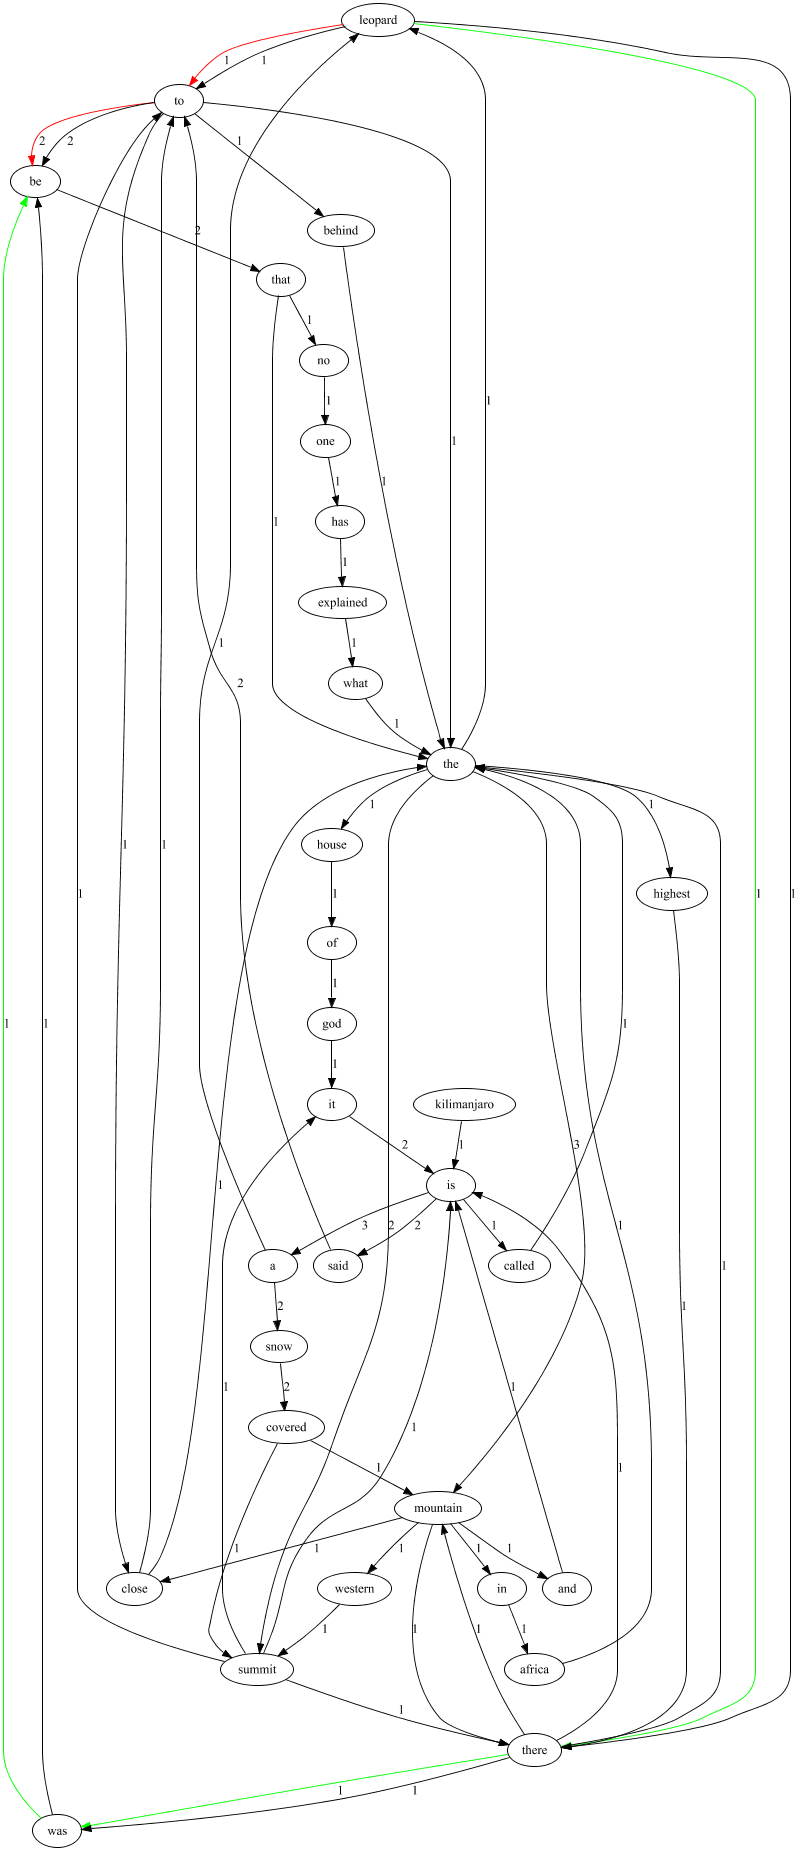 leopard
1 1
to
2 2 1
be
behind
2
that
1
no
1
one
1 1
has
1 1
1
explained
1 1
2
what
1
the
1 1
house
1 1 1
highest
1 1
of
1
god
1 1 1
it
kilimanjaro
2 1 3
is
1
3 2 2 1
a
said
called
1 1
2
snow
1
2 1
covered
1 1
1 1
mountain
1 1 1 1 1
close
western
in
and
1 1 1 1
summit
africa
1
there
1 1
was